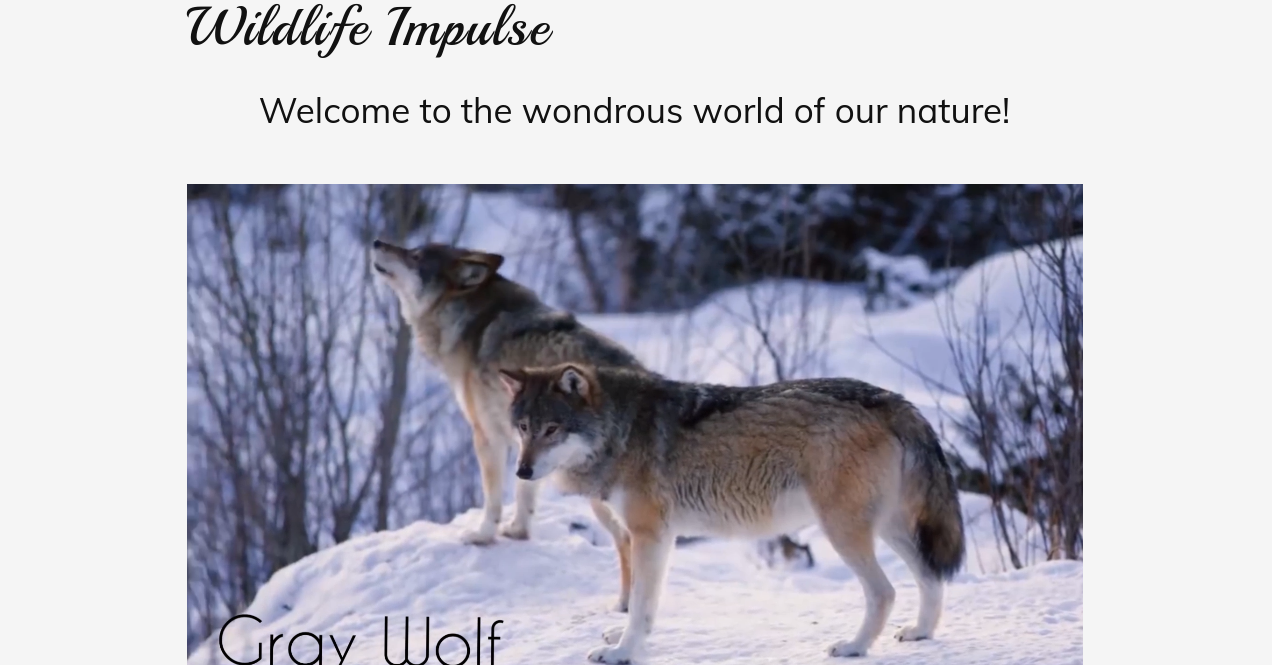 Wildlife Impulse
Welcome to the wondrous world of our nature!
Gray Wolf